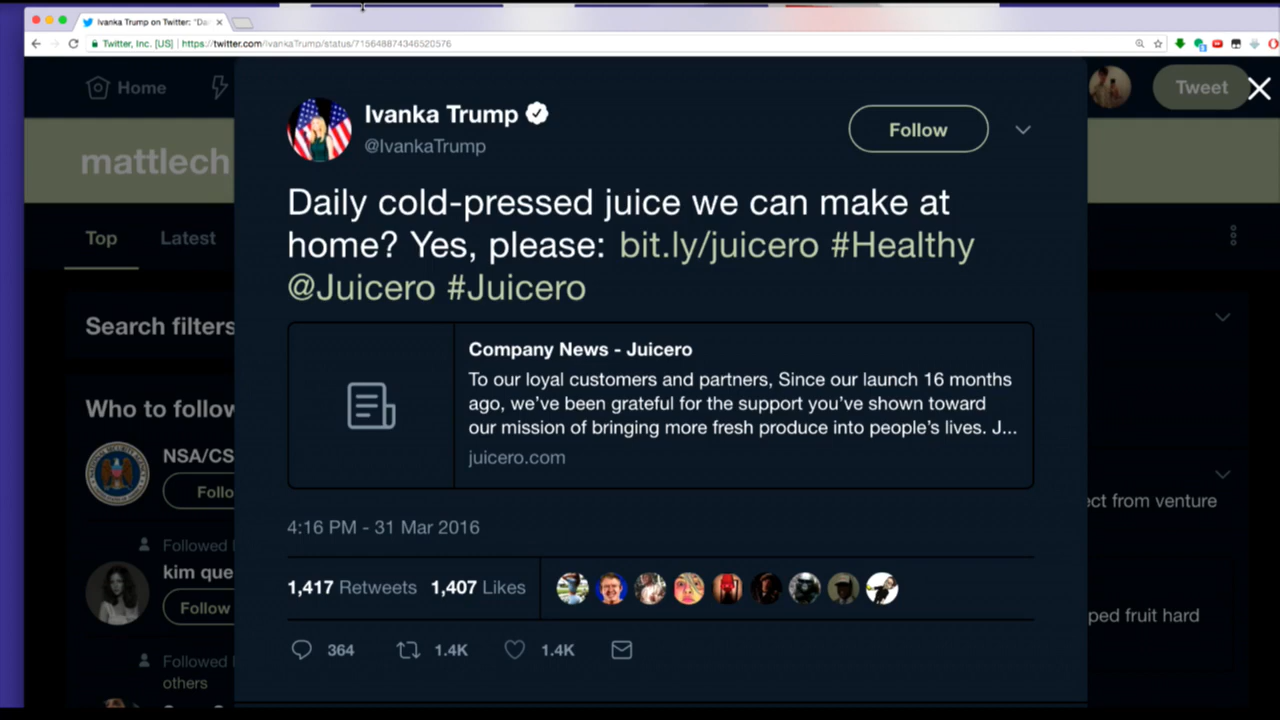 Ivanka Trump on Twitter: "Da
Twitter, Inc. [US] https://twitter.com/IvankaTrump/status/715648874346520576
Home
Tweet
mattlech
Top Latest
Search filters
Who to follow
NSA/CS
Follo
Followed
kim que
Follow
Followed
others
Ivanka Trump
@IvankaTrump
Follow
Daily cold-pressed juice we can make at
home? Yes, please: bit.ly/juicero #Healthy
@Juicero #Juicero
Company News - Juicero
To our loyal customers and partners, Since our launch 16 months
ago, we've been grateful for the support you've shown toward
our mission of bringing more fresh produce into people's lives. J...
juicero.com
4:16 PM - 31 Mar 2016
1,417 Retweets 1,407 Likes
364 1.4K 1.4K
ect from venture
ped fruit hard